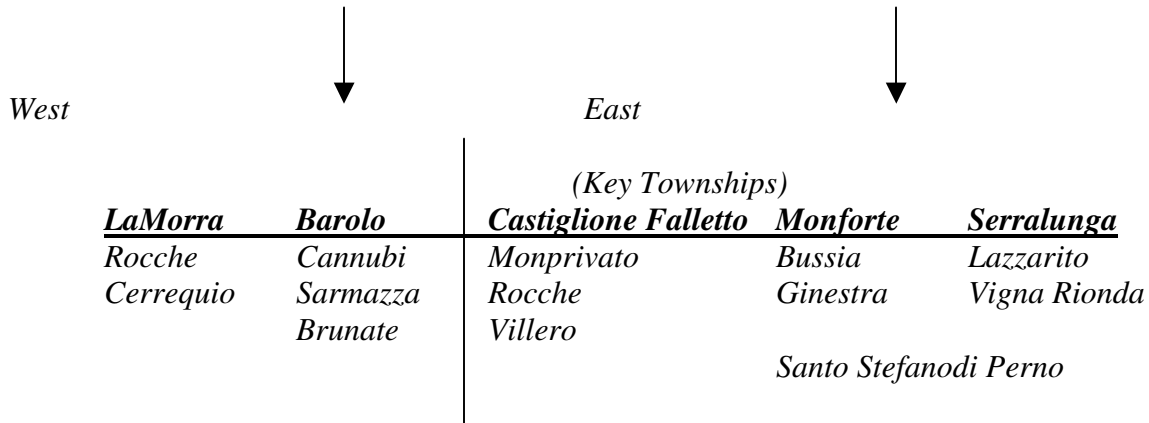 West East
(Key Townships)
LaMorra Barolo Castiglione Falletto Monforte Serralunga
Rocche Cannubi Monprivato Bussia Lazzarito
Cerrequio Sarmazza Rocche Ginestra Vigna Rionda
Brunate Villero
Santo Stefanodi Perno